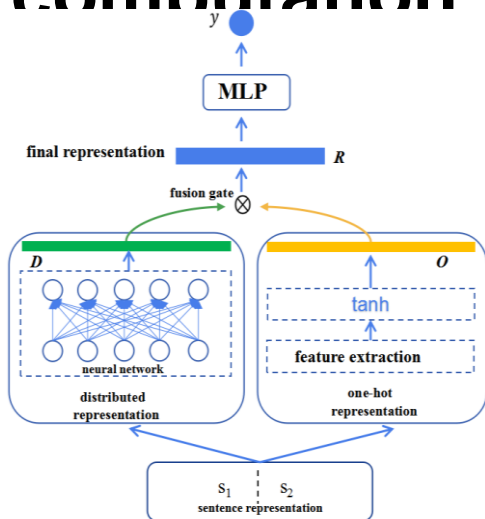 computation
y
MLP
final representation
R
fusion gate
D
O
neural network
tanh
feature extraction
distributed
representation
one-hot
representation
S1
S2
sentence representation